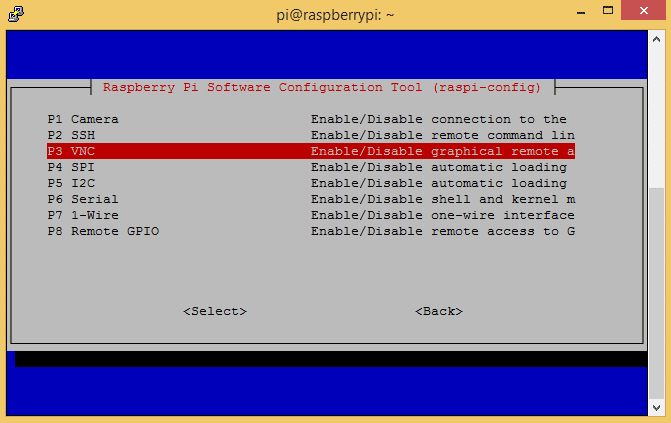 pi@raspberrypi: ~
Raspberry Pi Software Configuration Tool (raspi-config)
P1 Camera Enable/Disable connection to the
P2 SSH Enable/Disable remote command lin
P3 VNC Enable/Disable graphical remote a
P4 SPI Enable/Disable automatic loading
P5 I2C Enable/Disable automatic loading
P6 Serial Enable/Disable shell and kernel m
P7 1-Wire Enable/Disable one-wire interface
P8 Remote GPIO Enable/Disable remote access to G
<Select> <Back>